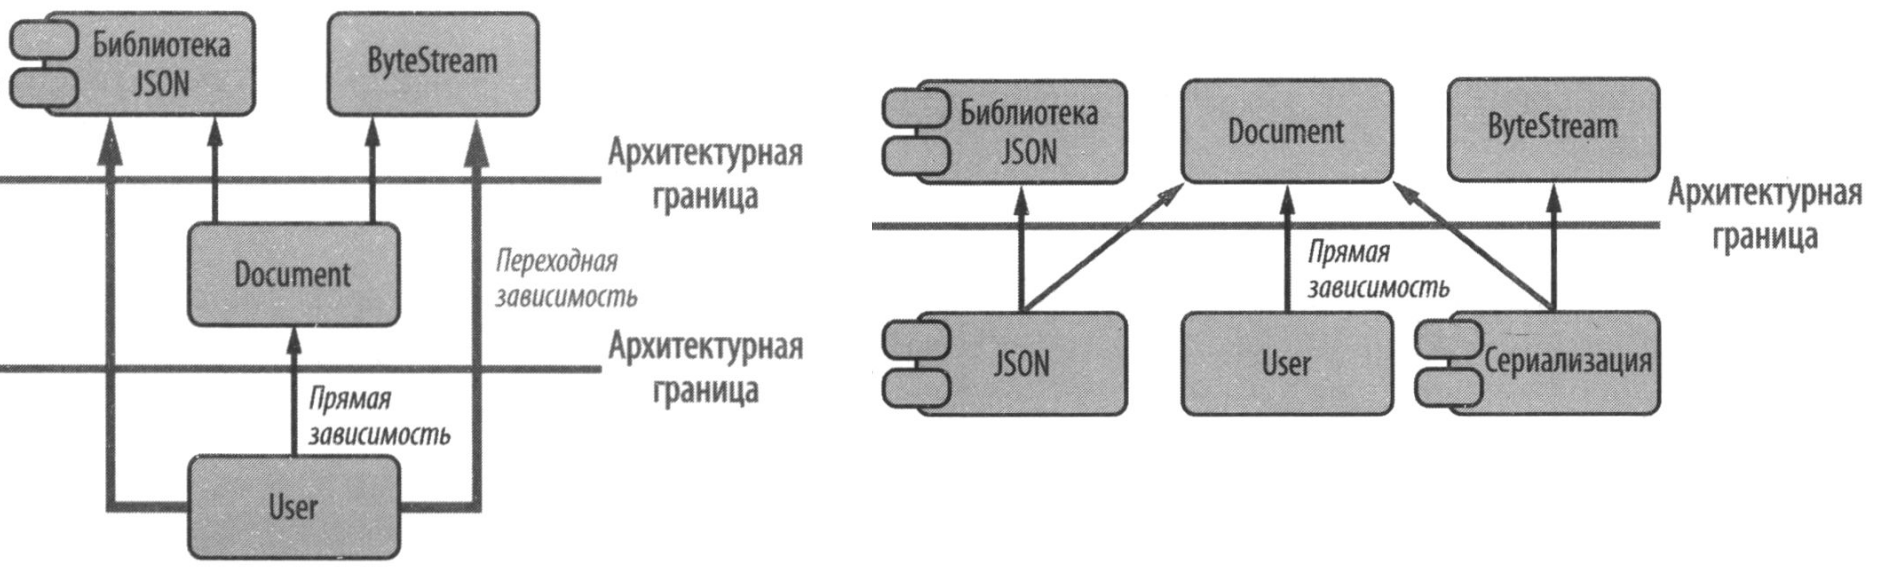 Библиотека
JSON
ByteStream
Архитектурная
граница
Document
Переходная
зависимость
Архитектурная
граница
Прямая
зависимость
User
Библиотека
JSON
Document
ByteStream
Архитектурная
граница
Прямая
зависимость
JSON
User
Сериализация